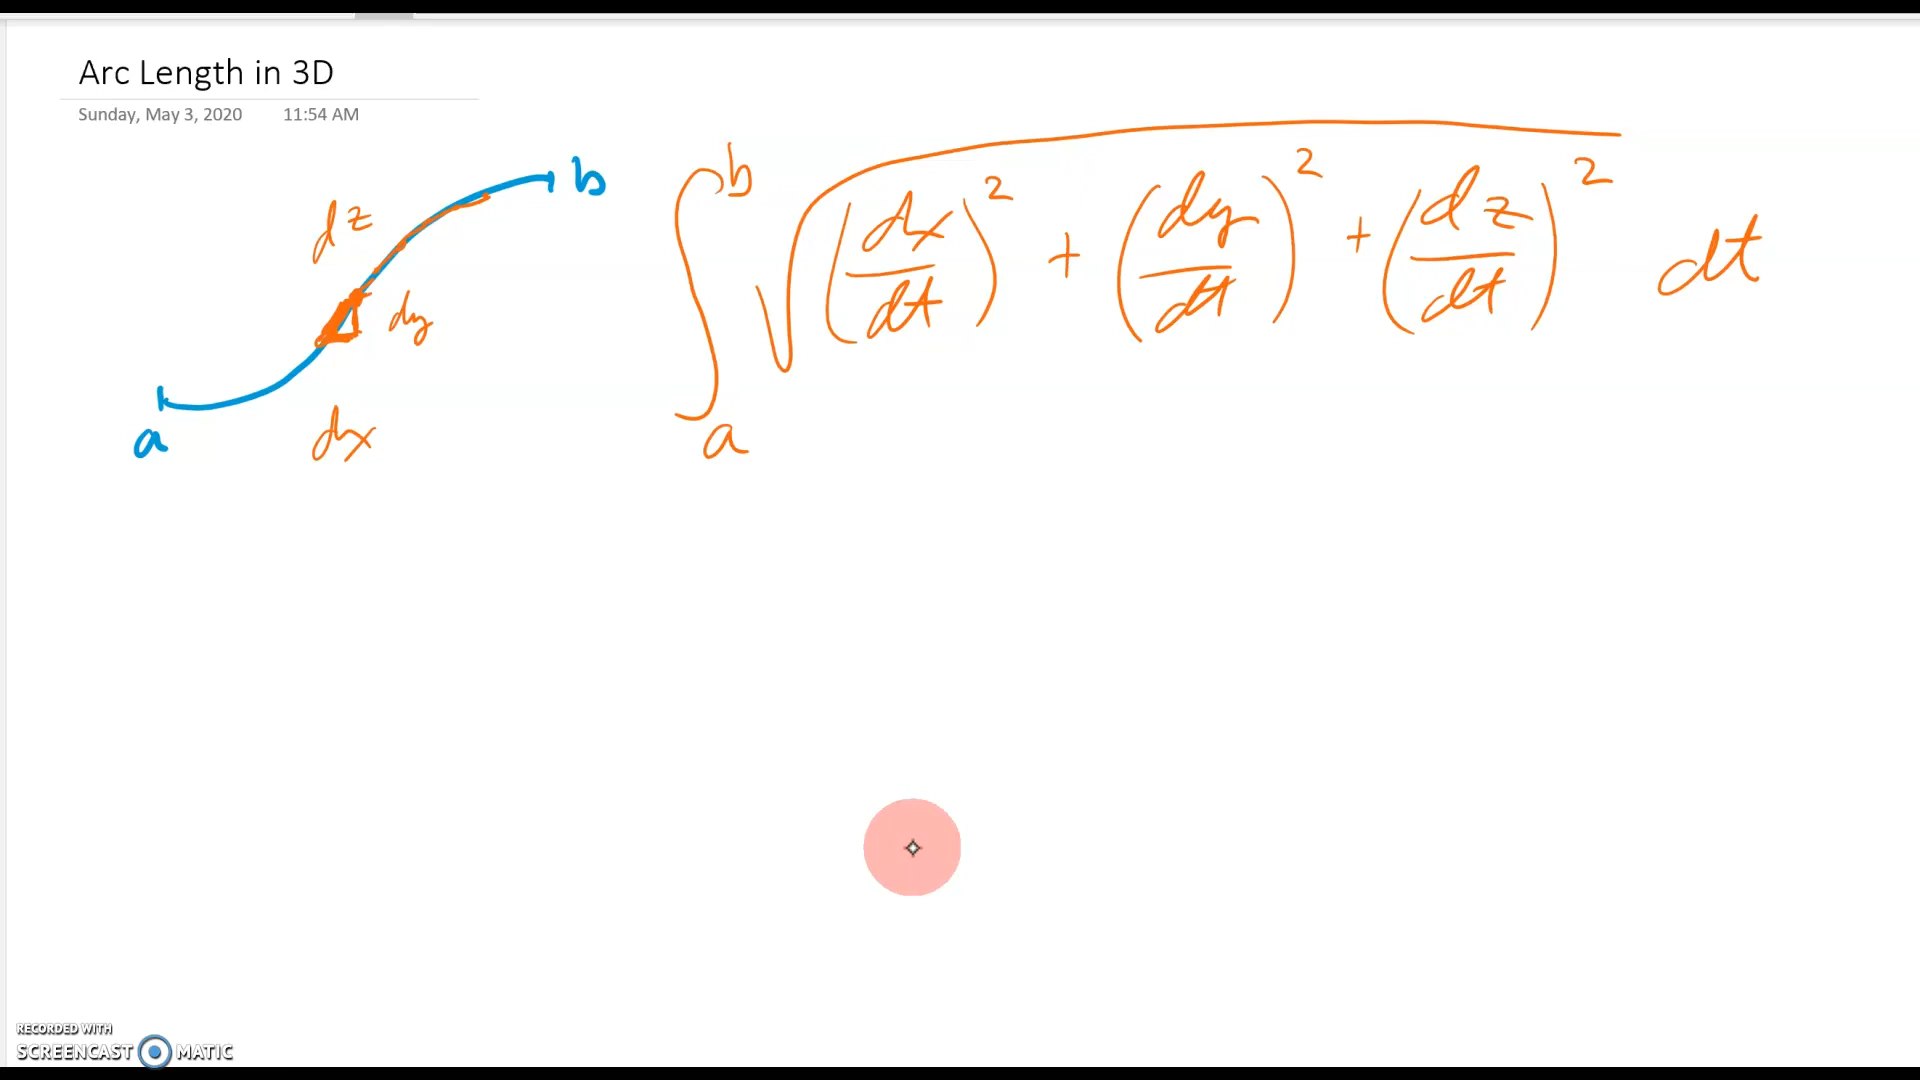 Arc Length in 3D
Sunday, May 3, 2020 11:54 AM
b
dz
dy
a
dx
∫_a^b √((dx/dt)^2 + (dy/dt)^2 + (dz/dt)^2) dt
RECORDED WITH
SCREENCAST MATIC